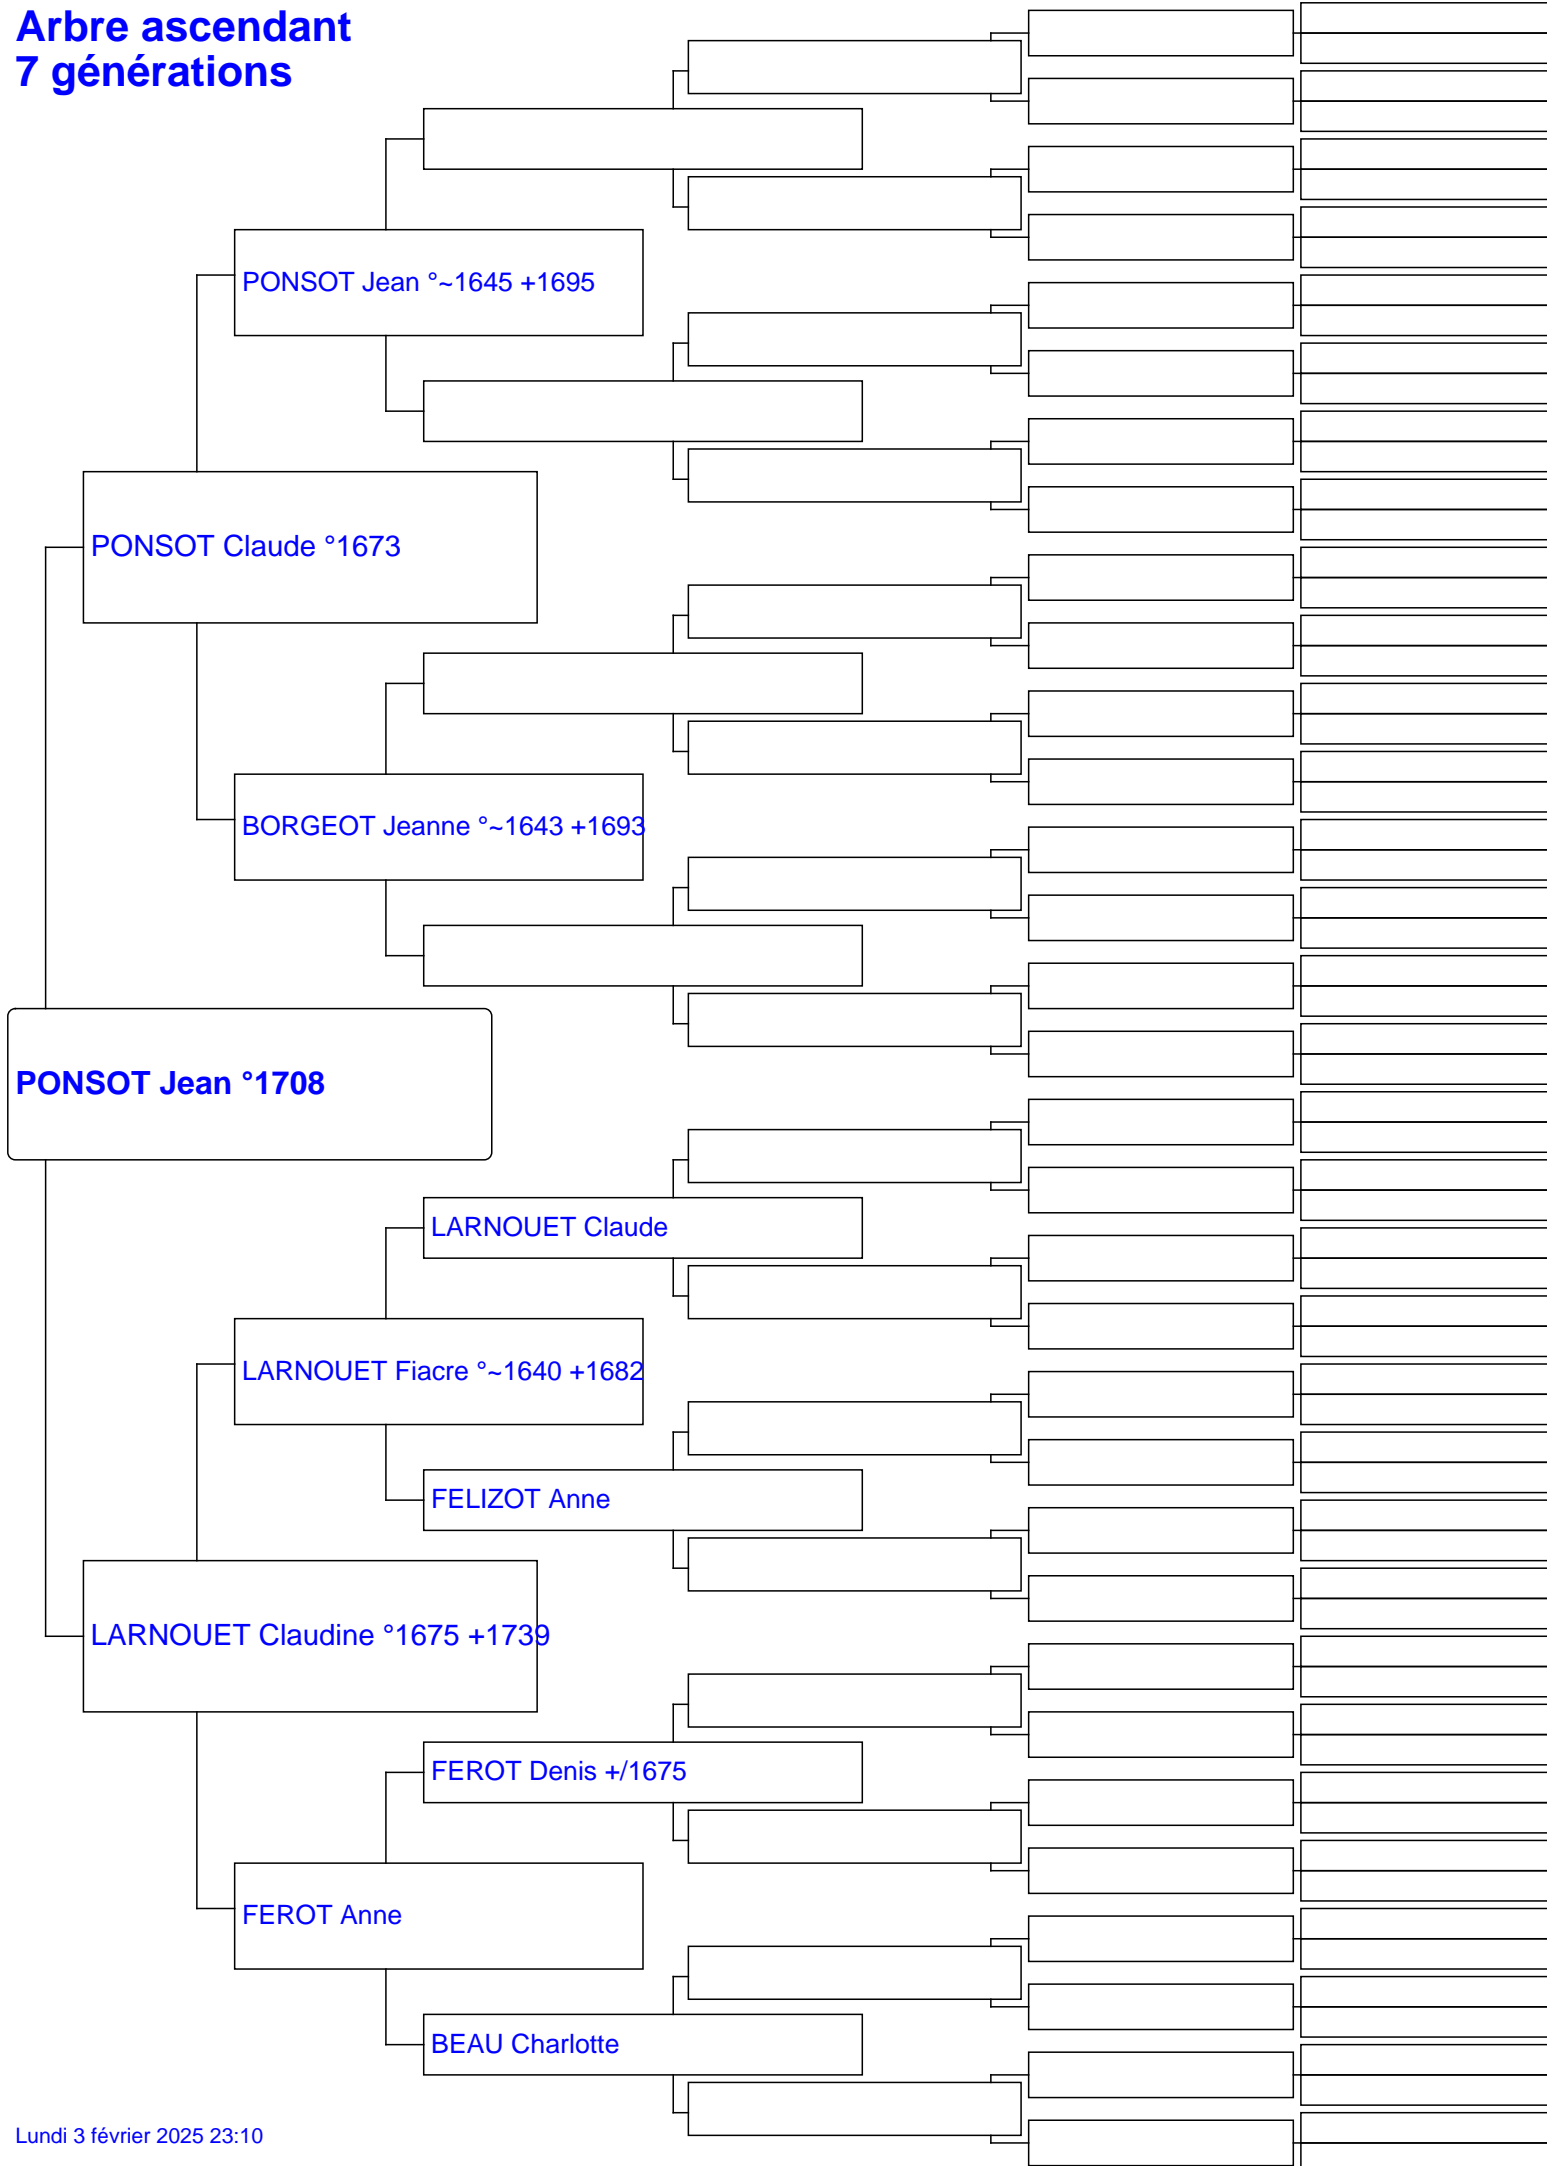 Arbre ascendant
7 générations
PONSOT Jean °~1645 +1695
PONSOT Claude °1673
BORGEOT Jeanne °~1643 +1693
PONSOT Jean °1708
LARNOUET Claude
LARNOUET Fiacre °~1640 +1682
FELIZOT Anne
LARNOUET Claudine °1675 +1739
FEROT Denis +/1675
FEROT Anne
BEAU Charlotte
Lundi 3 février 2025 23:10